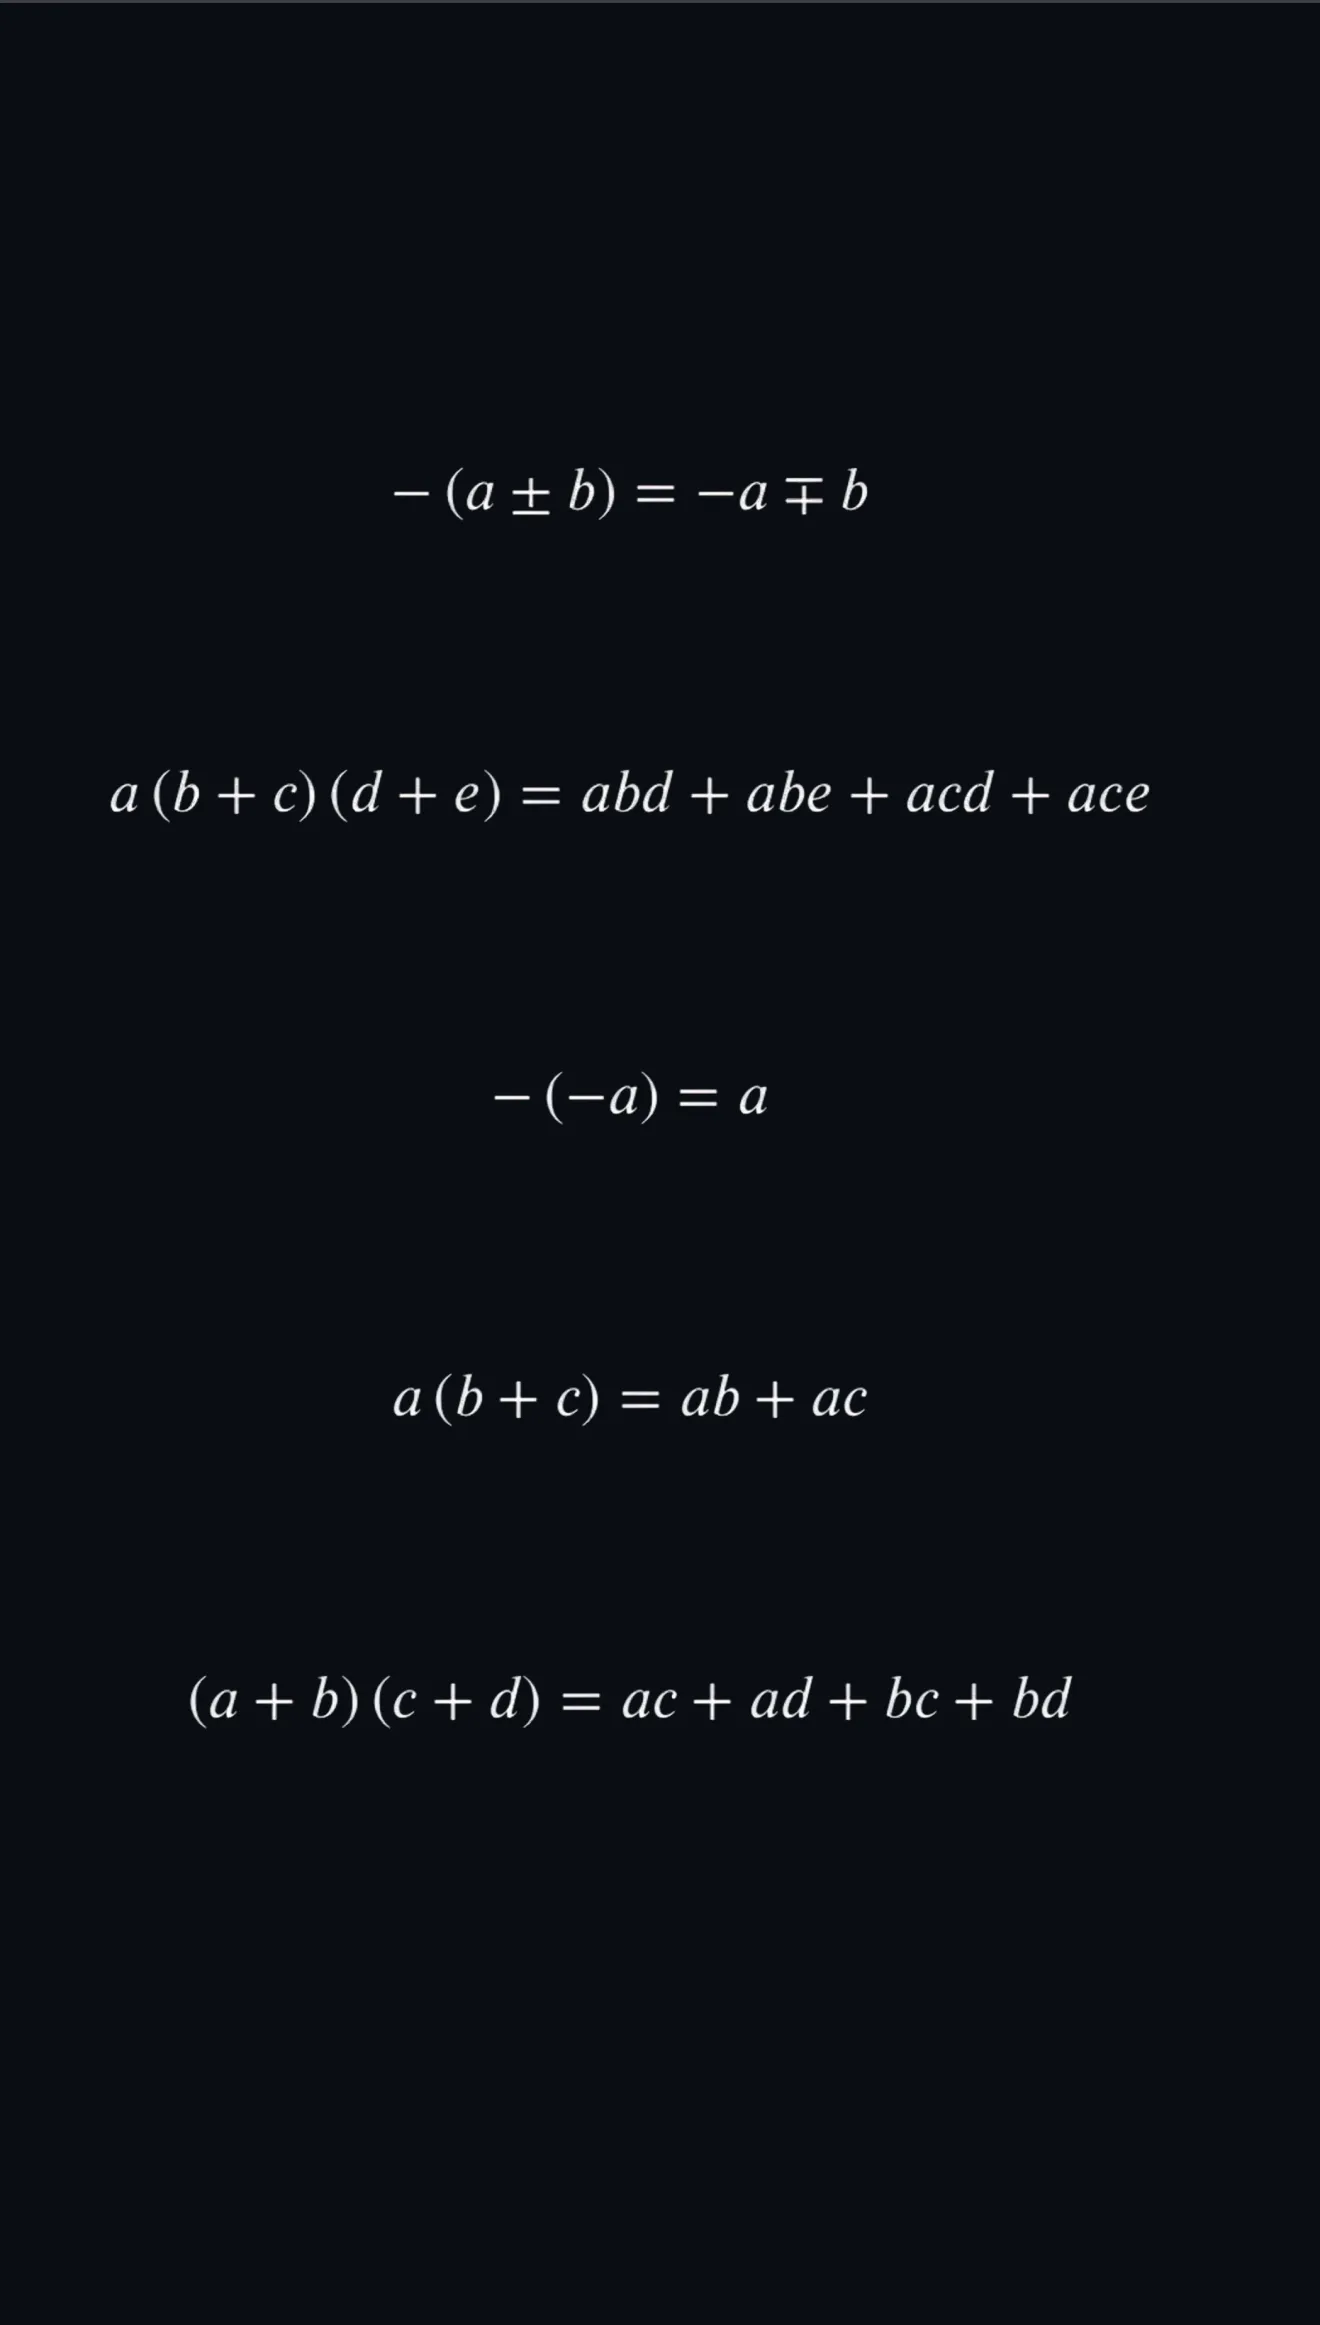 − (a ± b) = −a ∓ b
a (b + c) (d + e) = abd + abe + acd + ace
− (−a) = a
a (b + c) = ab + ac
(a + b) (c + d) = ac + ad + bc + bd